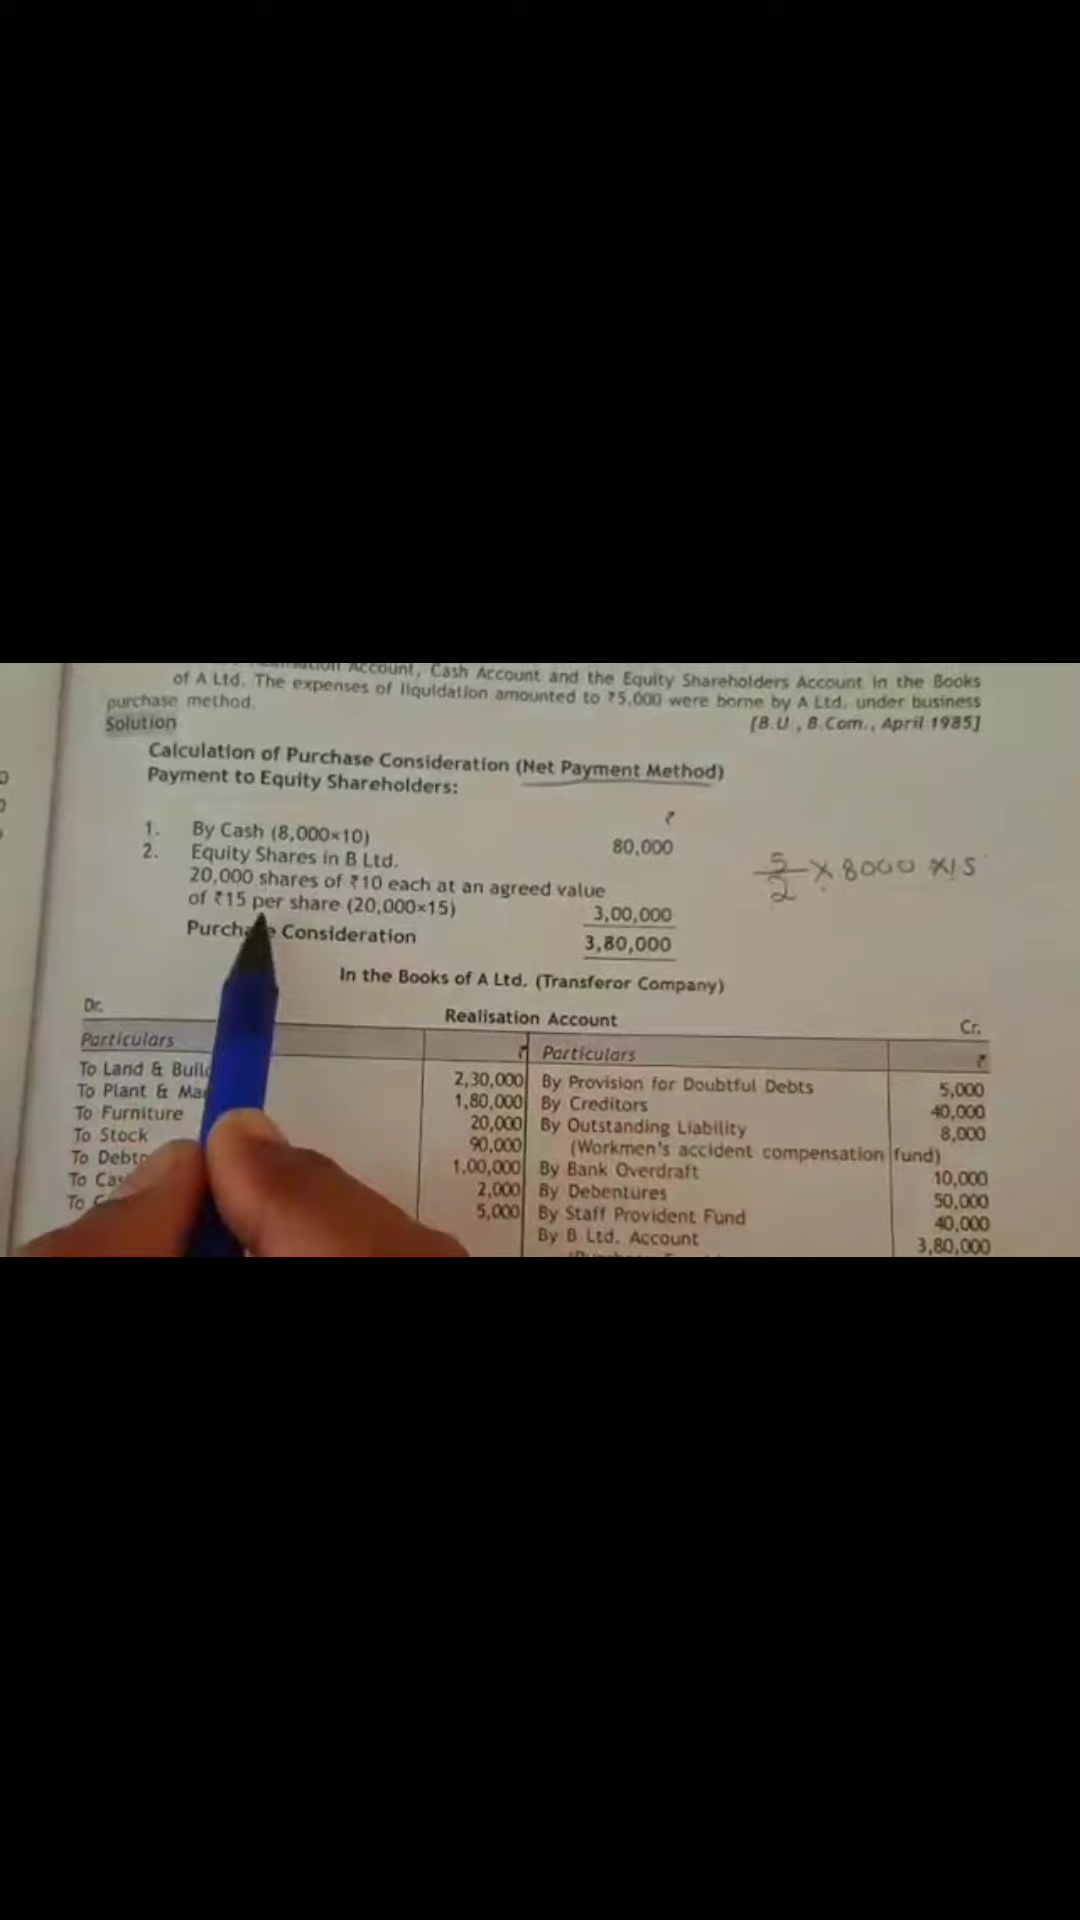 Account, Cash Account and the Equity Shareholders Account in the Books
of A Ltd. The expenses of liquidation amounted to ₹5,000 were borne by A Ltd. under business
purchase method.
[B.U., B.Com., April 1985]
Solution
Calculation of Purchase Consideration (Net Payment Method)
Payment to Equity Shareholders:
₹
1. By Cash (8,000×10) 80,000
2. Equity Shares in B Ltd.
20,000 shares of ₹10 each at an agreed value
of ₹15 per share (20,000×15) 3,00,000
Purchase Consideration 3,80,000
5/2 × 8000 ×15
In the Books of A Ltd. (Transferor Company)
Dr. Realisation Account Cr.
Particulars ₹ Particulars ₹
To Land & 2,30,000 By Provision for Doubtful Debts 5,000
To Plant & 1,80,000 By Creditors 40,000
To Furniture 20,000 By Outstanding Liability 8,000
To Stock 90,000 (Workmen's accident compensation fund)
To 1,00,000 By Bank Overdraft 10,000
To 2,000 By Debentures 50,000
To 5,000 By Staff Provident Fund 40,000
By B Ltd. Account 3,80,000